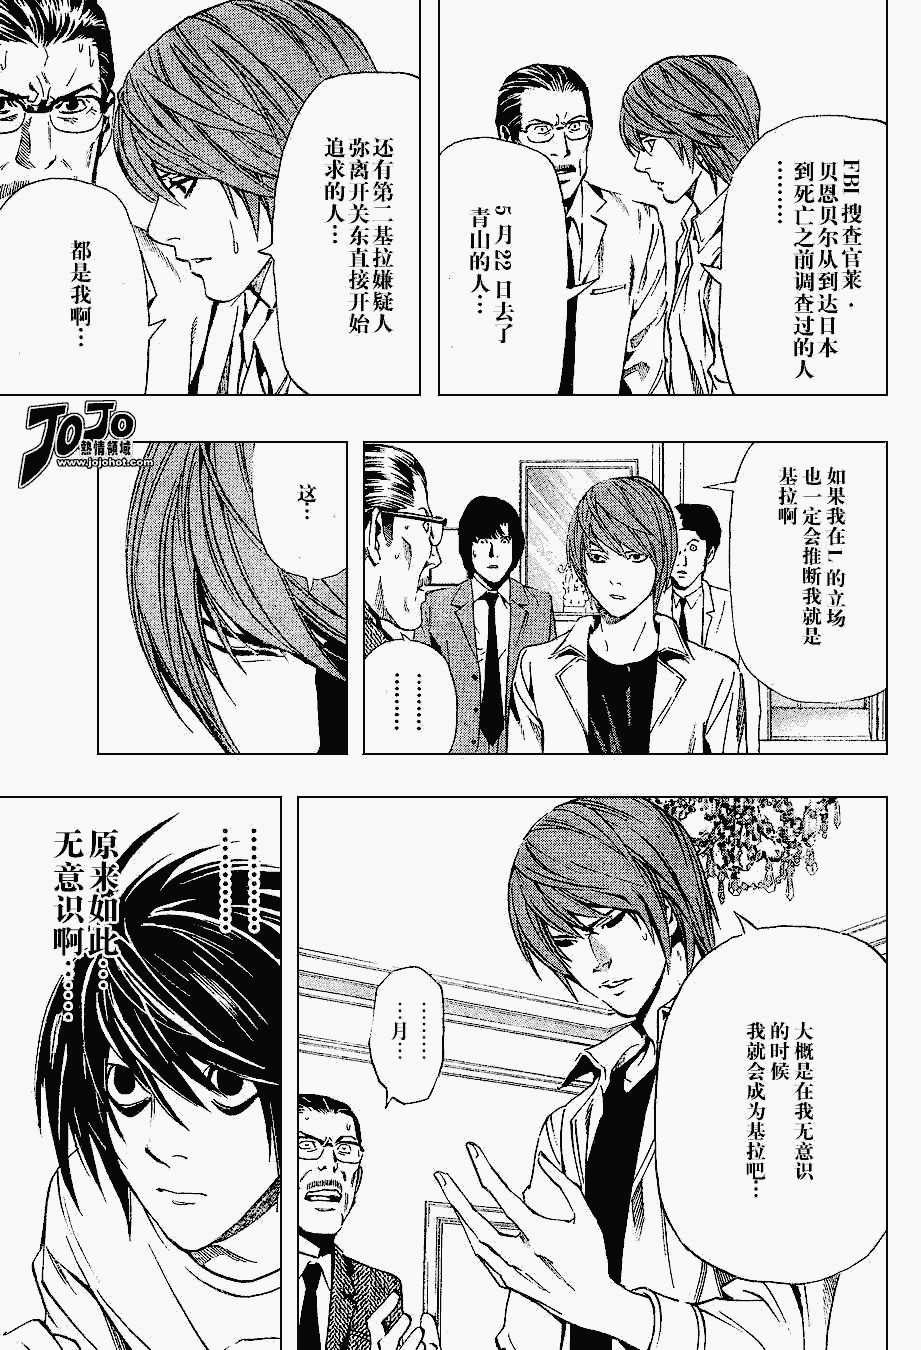 FBI 搜查官莱·
贝恩贝尔从到达日本
到死亡之前调查过的人
………
5月22日去了
青山的人…
还有第二基拉嫌疑人
弥离开关东直接开始
追求的人…
都是我啊…
如果我在L的立场
也一定会推断我就是
基拉啊
……
……
这…
大概是在我无意识
的时候
我就会成为基拉吧…
………
…月…
…………
…………
原来如此…
无意识啊……
JOJO
熱情領域
www.jojohot.com